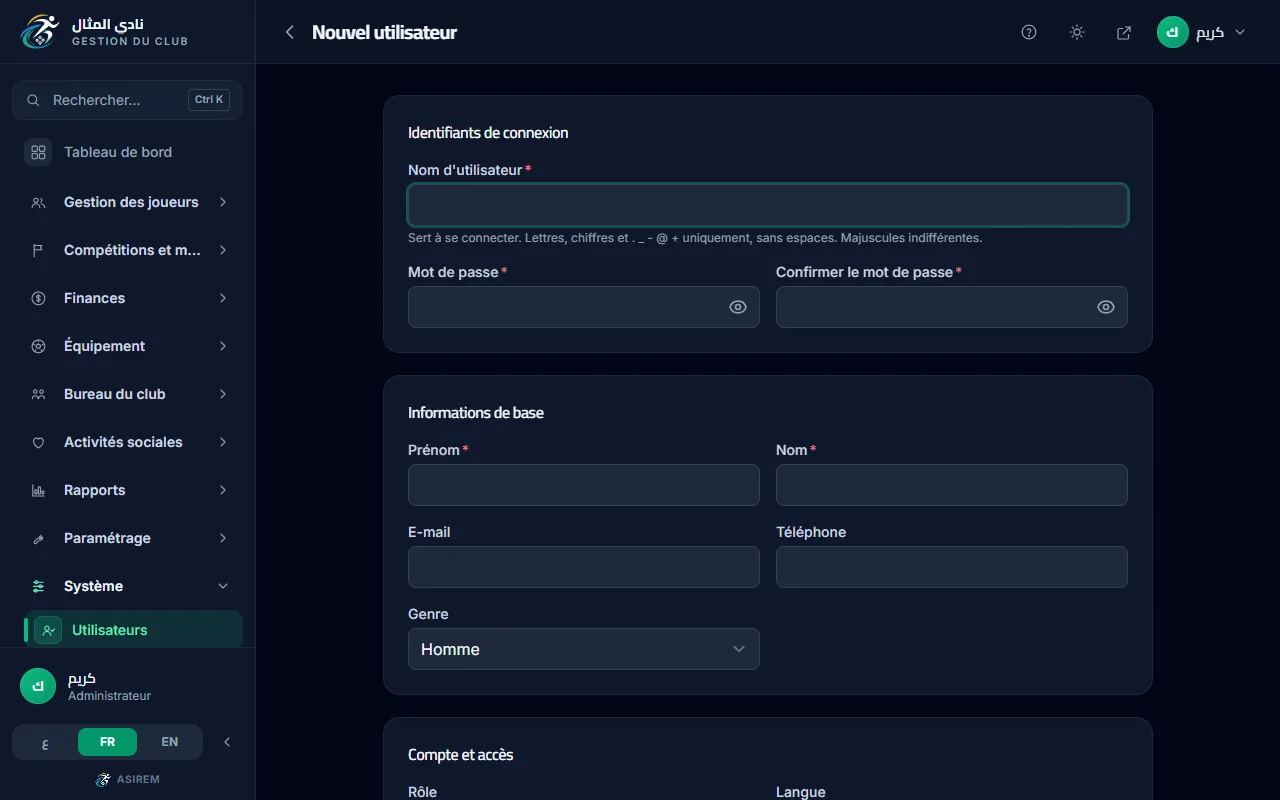 نادي المثال
GESTION DU CLUB
Rechercher...
Ctrl K
Tableau de bord
Gestion des joueurs
Compétitions et m...
Finances
Équipement
Bureau du club
Activités sociales
Rapports
Paramétrage
Système
Utilisateurs
ك
كريم
Administrateur
ع
FR
EN
ASIREM
Nouvel utilisateur
ك
كريم
Identifiants de connexion
Nom d'utilisateur *
Sert à se connecter. Lettres, chiffres et . _ - @ + uniquement, sans espaces. Majuscules indifférentes.
Mot de passe *
Confirmer le mot de passe *
Informations de base
Prénom *
Nom *
E-mail
Téléphone
Genre
Homme
Compte et accès
Rôle
Langue